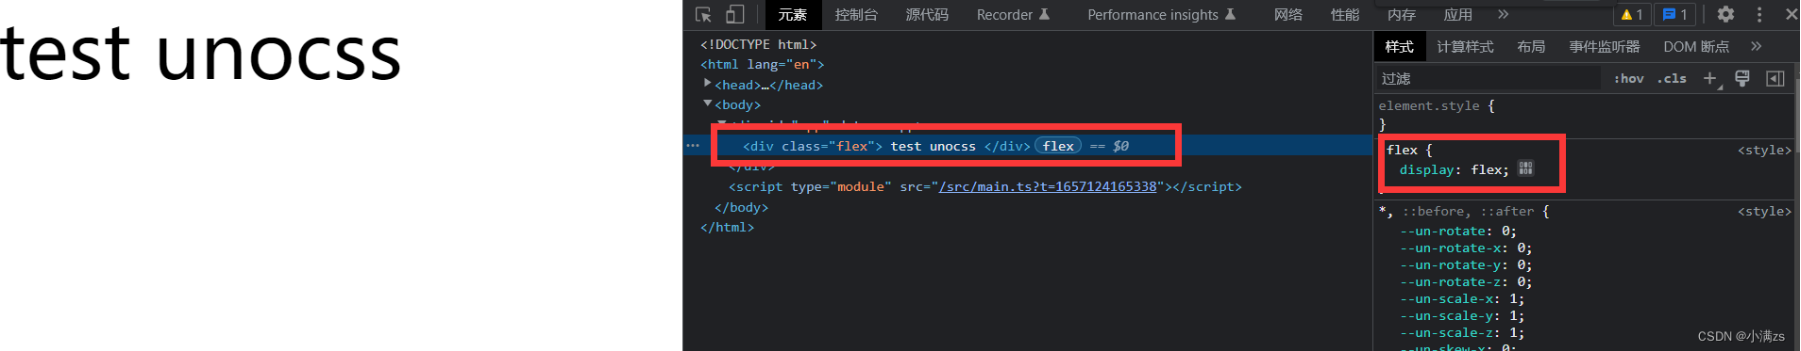 test unocss
元素 控制台 源代码 Recorder Performance insights 网络 性能 内存 应用 » 1 1
<!DOCTYPE html>
<html lang="en">
<head>…</head>
<body>
<div class="flex"> test unocss </div> flex == $0
</div>
<script type="module" src="/src/main.ts?t=1657124165338"></script>
</body>
</html>
样式 计算样式 布局 事件监听器 DOM 断点 »
过滤 :hov .cls
element.style {
}
flex { <style>
display: flex;
*, ::before, ::after { <style>
--un-rotate: 0;
--un-rotate-x: 0;
--un-rotate-y: 0;
--un-rotate-z: 0;
--un-scale-x: 1;
--un-scale-y: 1;
--un-scale-z: 1;
--un-skew-x: 0;
CSDN @小满zs